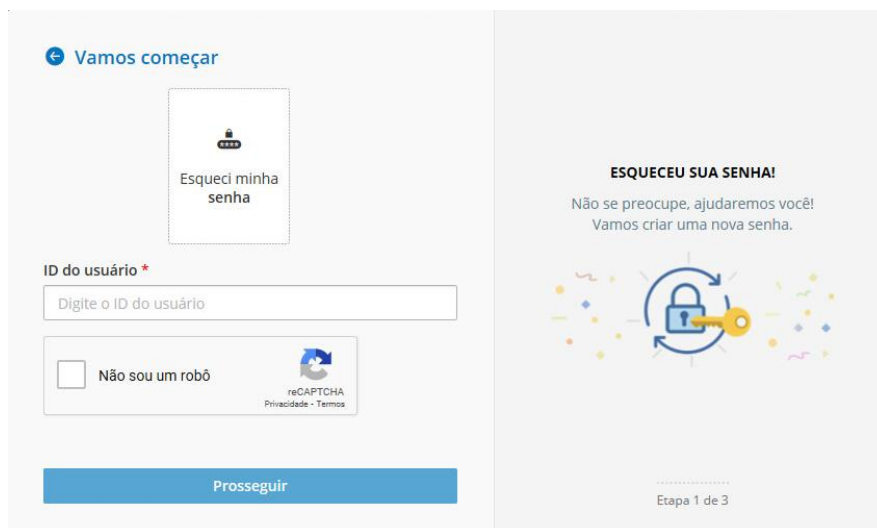 Vamos começar
****
Esqueci minha
senha
ID do usuário *
Digite o ID do usuário
Não sou um robô
reCAPTCHA
Privacidade - Termos
Prosseguir
ESQUECEU SUA SENHA!
Não se preocupe, ajudaremos você!
Vamos criar uma nova senha.
Etapa 1 de 3